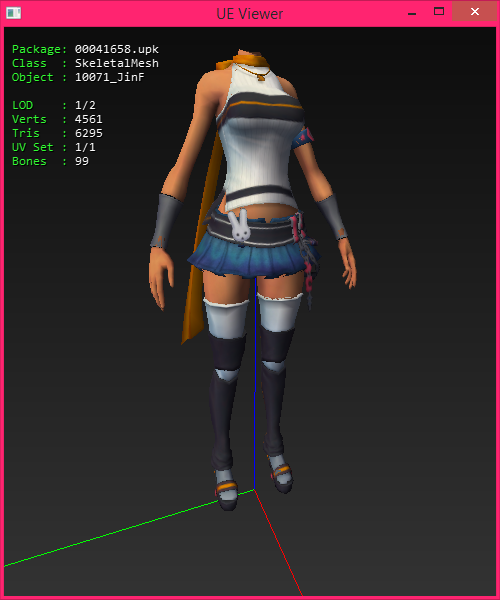 UE Viewer
Package: 00041658.upk
Class : SkeletalMesh
Object : 10071_JinF
LOD : 1/2
Verts : 4561
Tris : 6295
UV Set : 1/1
Bones : 99